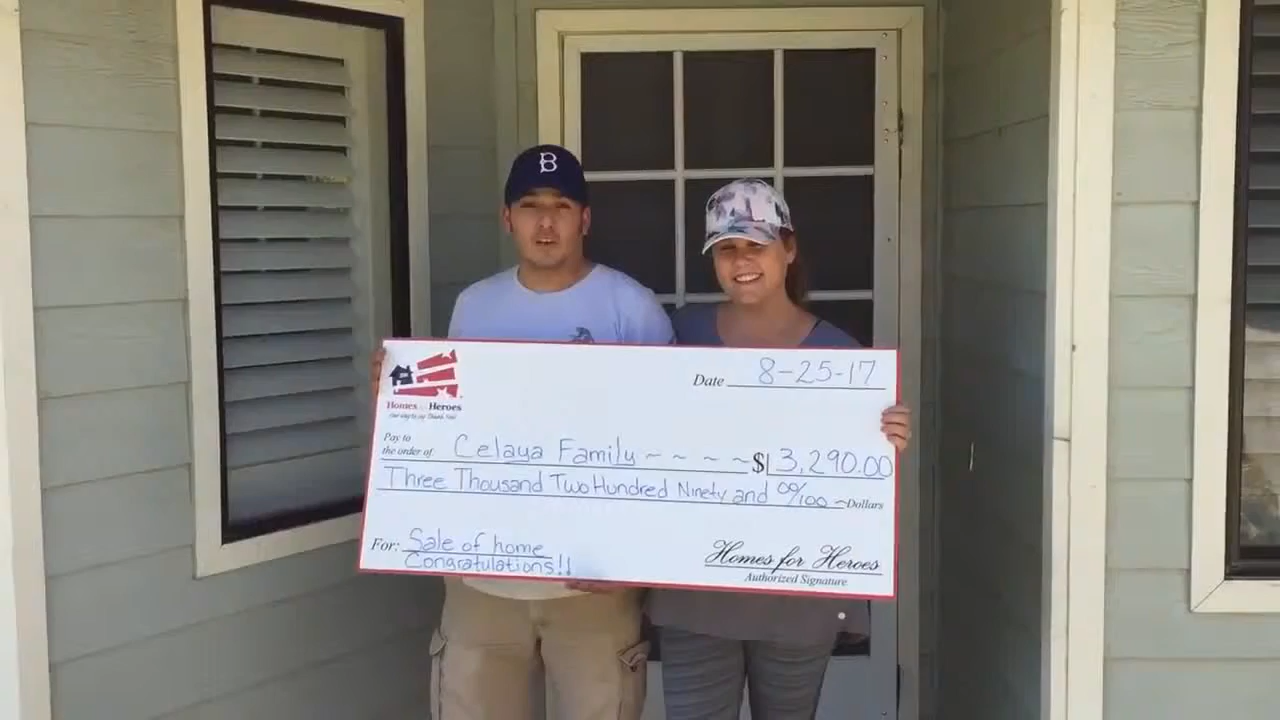 B
Date 8-25-17
Homes for Heroes
Pay to
the order of Celaya Family ~ ~ ~ ~ $ 3,290.00
Three Thousand Two Hundred Ninety and 00/100 ~ Dollars
For: Sale of home
Congratulations!!
Homes for Heroes
Authorized Signature